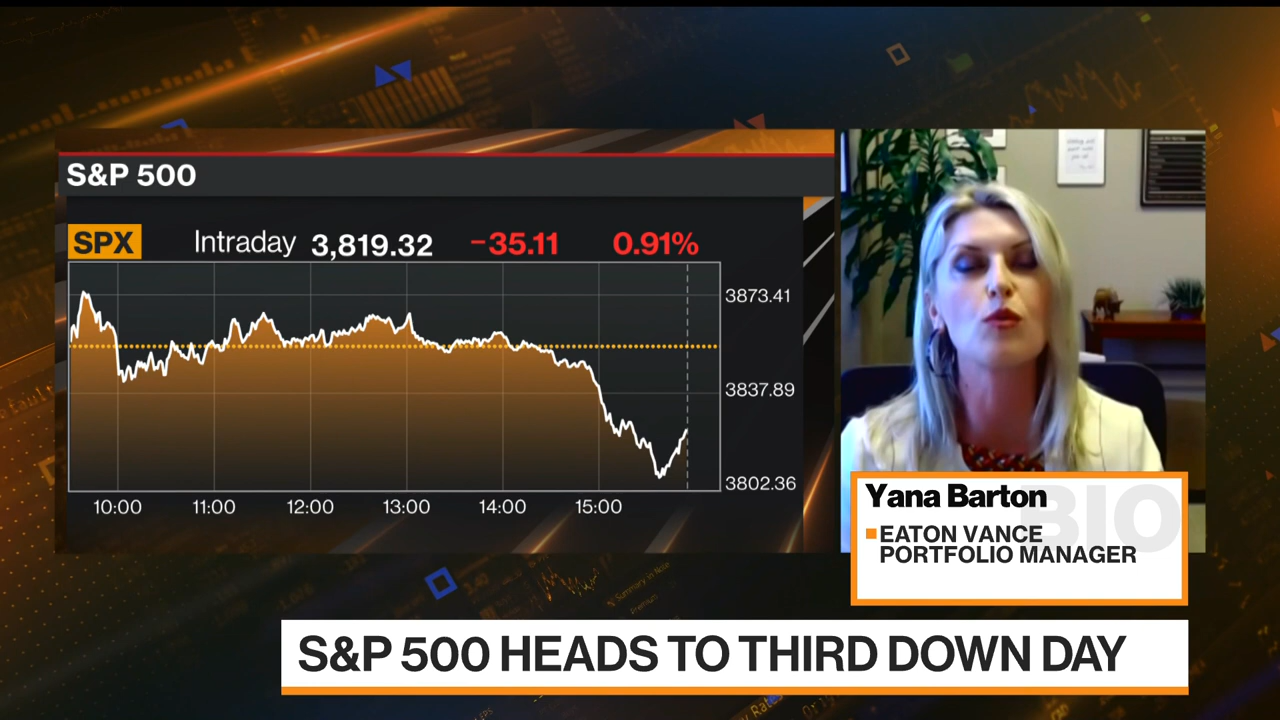 S&P 500
SPX Intraday 3,819.32 -35.11 0.91%
3873.41
3837.89
3802.36
10:00 11:00 12:00 13:00 14:00 15:00
BIO
Yana Barton
EATON VANCE
PORTFOLIO MANAGER
S&P 500 HEADS TO THIRD DOWN DAY